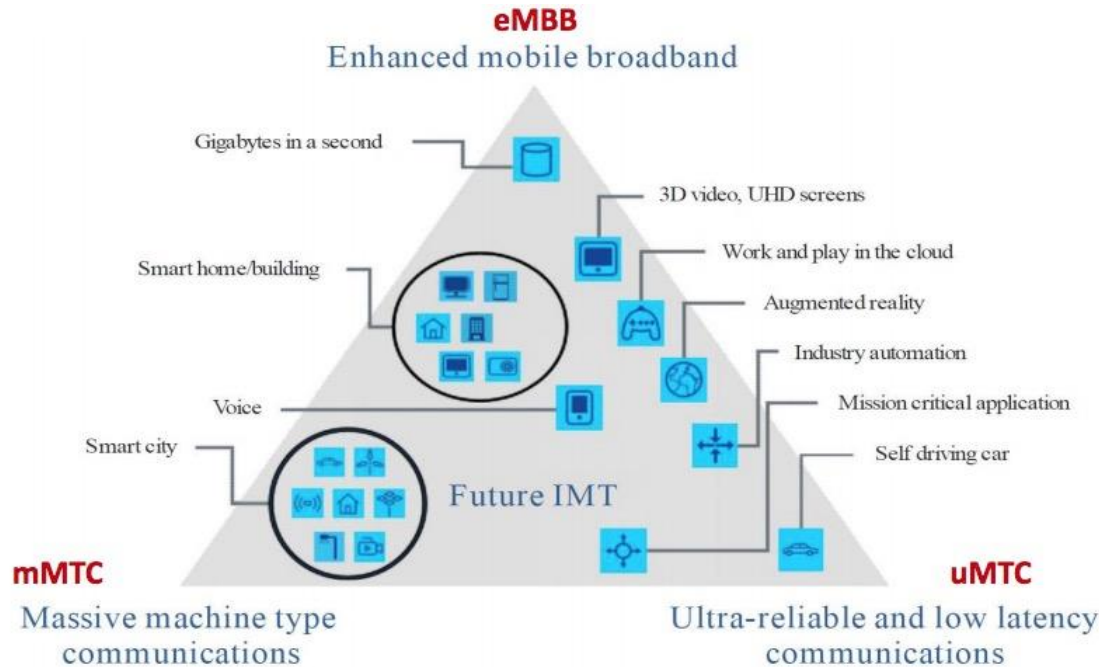 eMBB
Enhanced mobile broadband
Gigabytes in a second
3D video, UHD screens
Smart home/building
Work and play in the cloud
Augmented reality
Industry automation
Voice
Mission critical application
Smart city
Self driving car
Future IMT
mMTC
Massive machine type
communications
uMTC
Ultra-reliable and low latency
communications